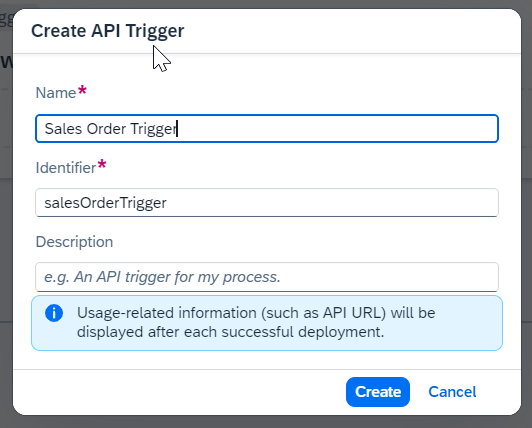 Create API Trigger
Name*
Sales Order Trigger
Identifier*
salesOrderTrigger
Description
e.g. An API trigger for my process.
Usage-related information (such as API URL) will be
displayed after each successful deployment.
Create Cancel